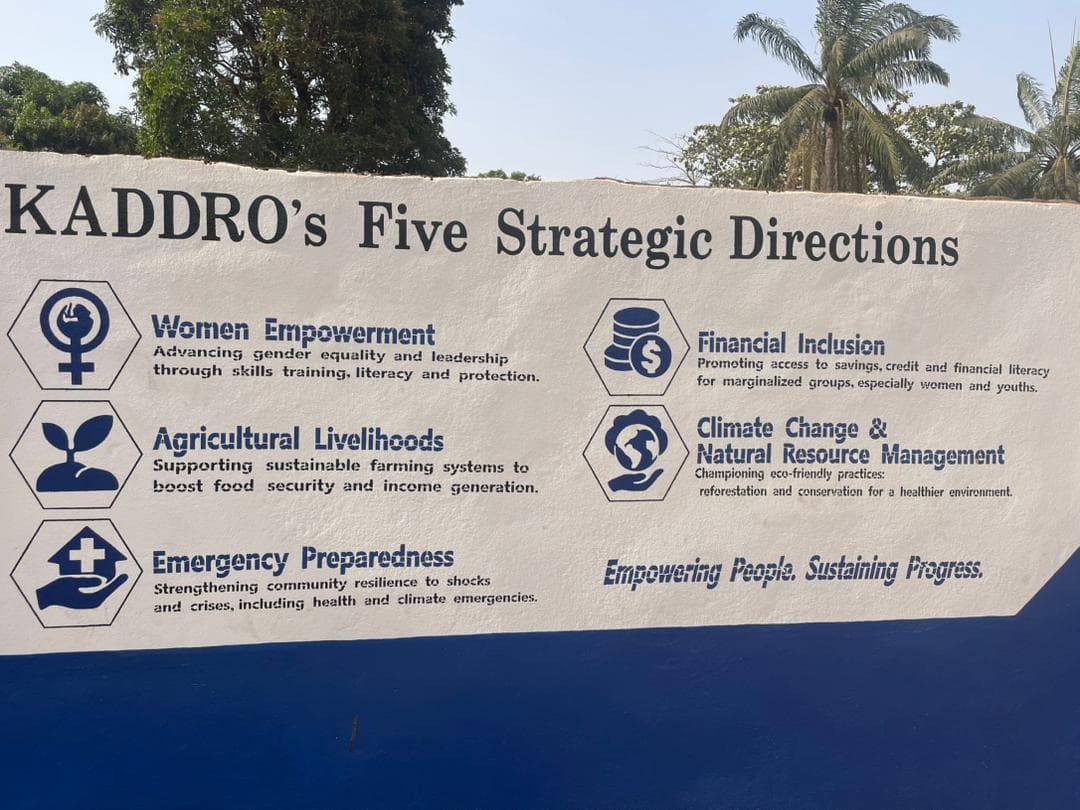 KADDRO's Five Strategic Directions
Women Empowerment
Advancing gender equality and leadership
through skills training, literacy and protection.
Agricultural Livelihoods
Supporting sustainable farming systems to
boost food security and income generation.
Emergency Preparedness
Strengthening community resilience to shocks
and crises, including health and climate emergencies.
Financial Inclusion
Promoting access to savings, credit and financial literacy
for marginalized groups, especially women and youths.
Climate Change &
Natural Resource Management
Championing eco-friendly practices:
reforestation and conservation for a healthier environment.
Empowering People. Sustaining Progress.